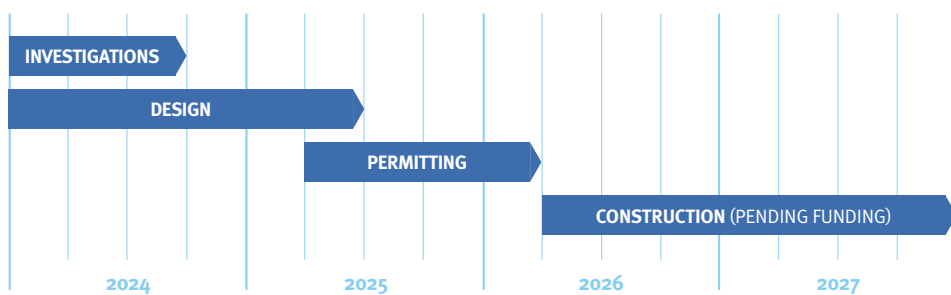 INVESTIGATIONS
DESIGN
PERMITTING
CONSTRUCTION (PENDING FUNDING)
2024 2025 2026 2027